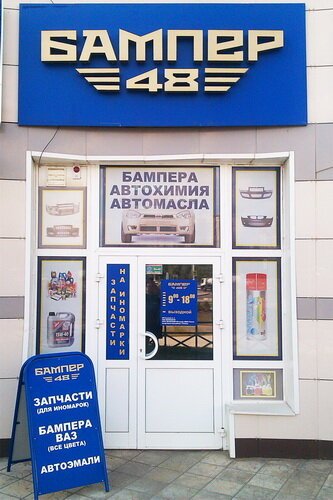 БАМПЕР
48
БАМПЕРА
АВТОХИМИЯ
АВТОМАСЛА
ЗАПЧАСТИ
НА ИНОМАРКИ
БАМПЕР
48
9⁰⁰ - 18⁰⁰
ВЫХОДНОЙ
БАМПЕР
48
ЗАПЧАСТИ
(ДЛЯ ИНОМАРОК)
БАМПЕРА
ВАЗ
(ВСЕ ЦВЕТА)
АВТОЭМАЛИ